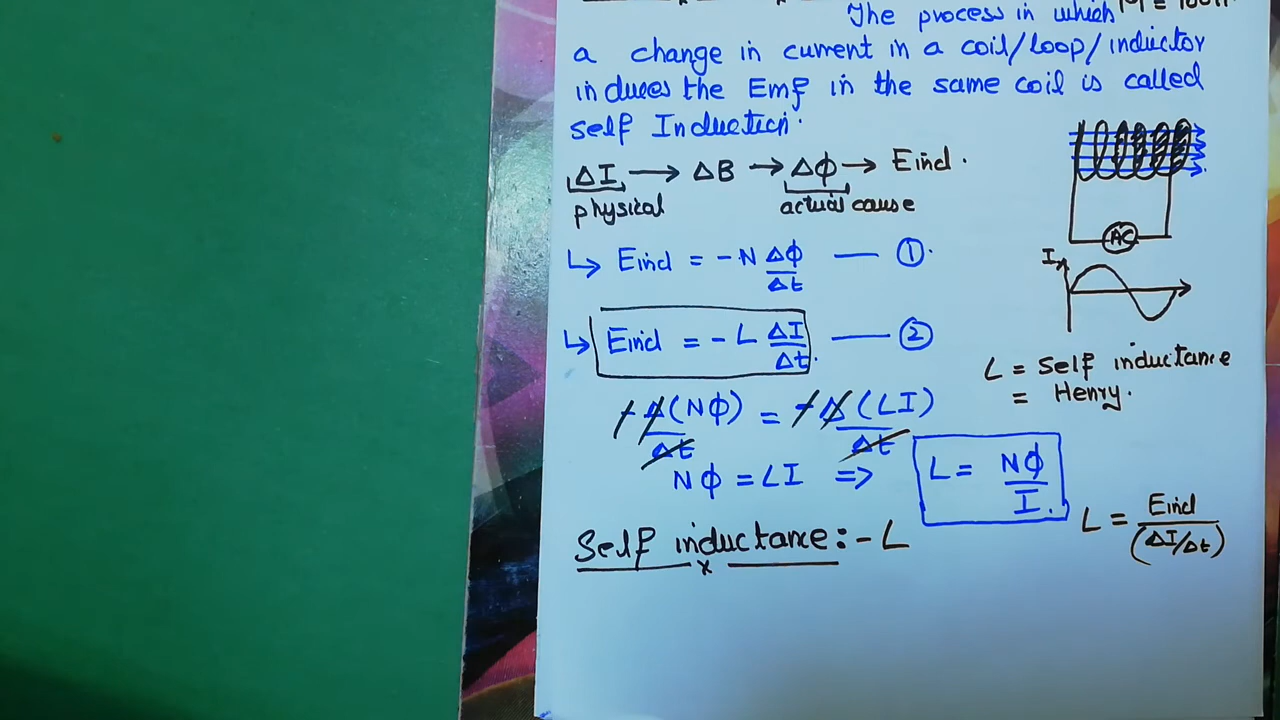 The process in which
a change in current in a coil/loop/inductor
induces the Emf in the same coil is called
self Induction.
ΔI → ΔB → Δϕ → Eind.
physical actual cause
↳ Eind = -N Δϕ/Δt — ①.
AC
I
↳ Eind = -L ΔI/Δt. — ②
L = Self inductance
= Henry.
-Δ(NΦ)/Δt = -Δ(LI)/Δt
NΦ = LI => L = NΦ/I.
L = Eind/(ΔI/Δt)
Self inductance:- L
x